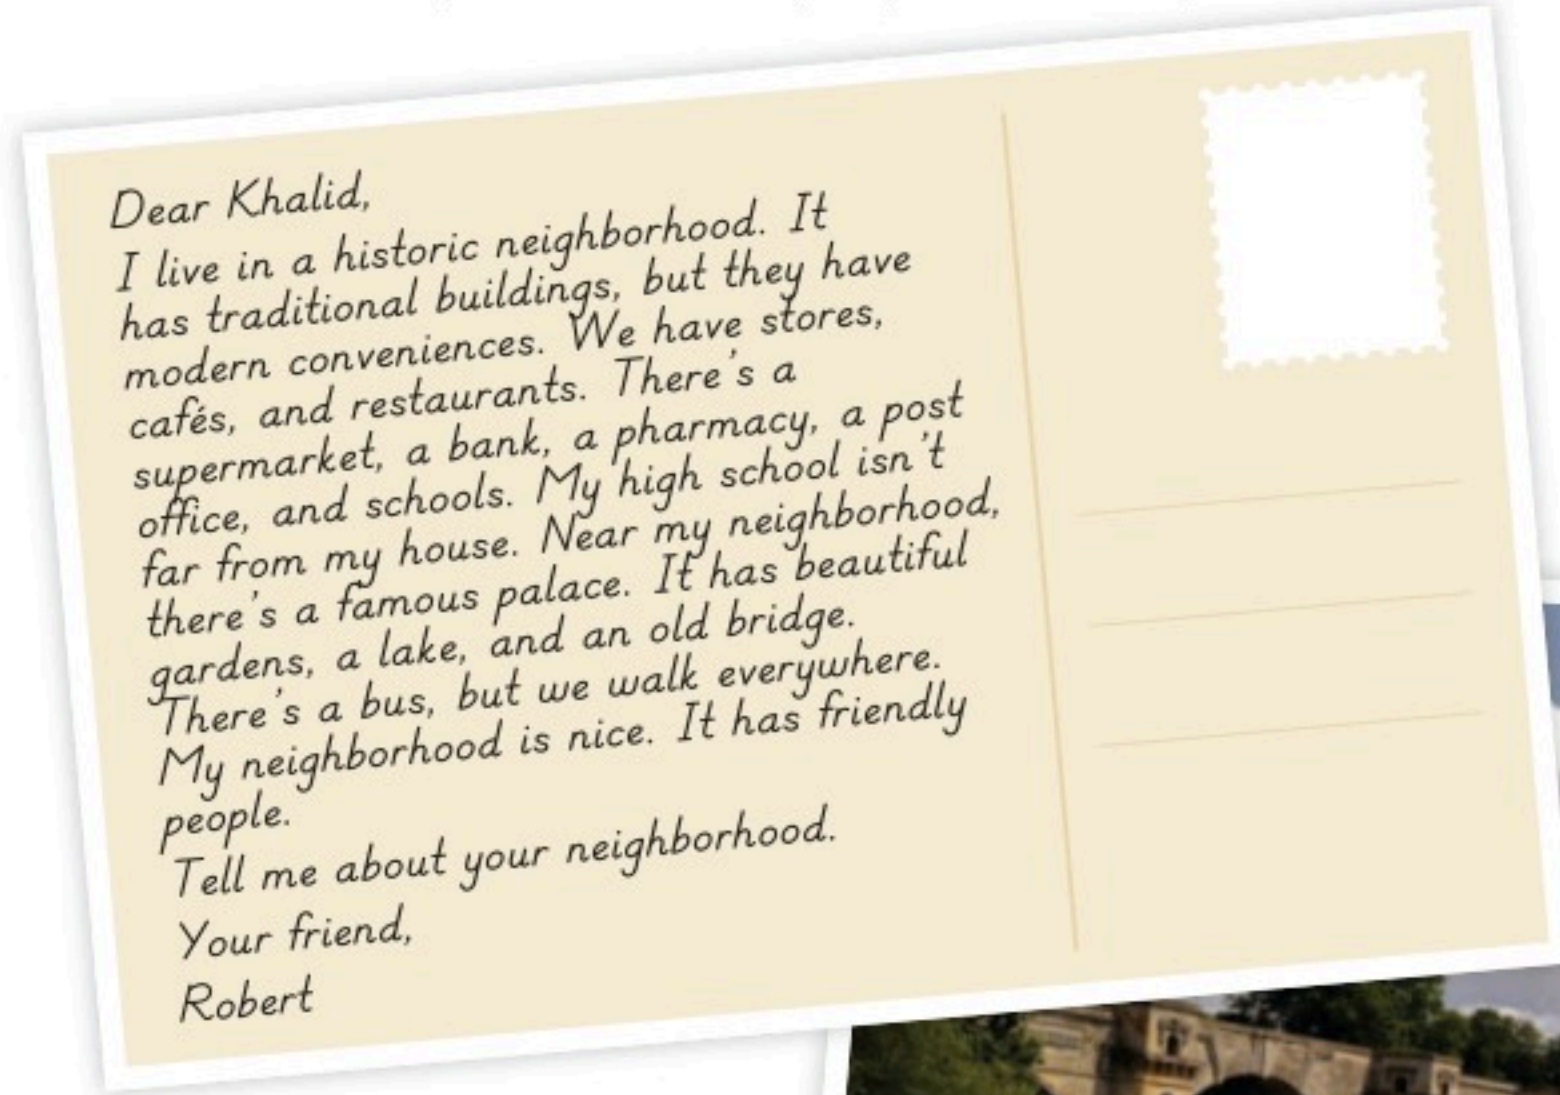 Dear Khalid,
I live in a historic neighborhood. It
has traditional buildings, but they have
modern conveniences. We have stores,
cafés, and restaurants. There's a
supermarket, a bank, a pharmacy, a post
office, and schools. My high school isn't
far from my house. Near my neighborhood,
there's a famous palace. It has beautiful
gardens, a lake, and an old bridge.
There's a bus, but we walk everywhere.
My neighborhood is nice. It has friendly
people.
Tell me about your neighborhood.
Your friend,
Robert